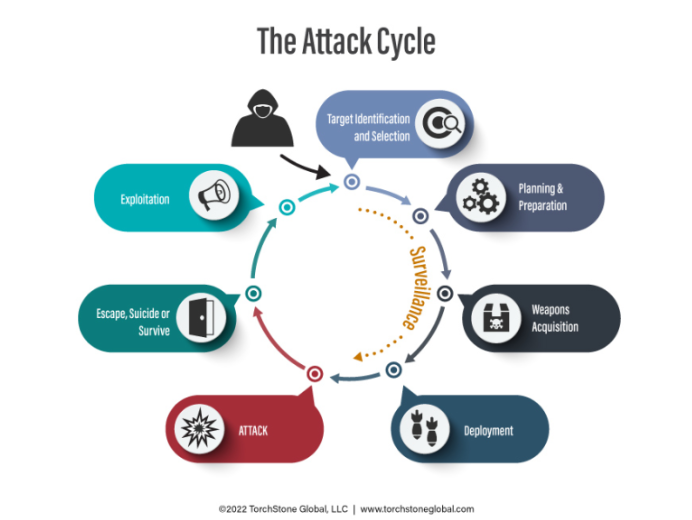 The Attack Cycle
Target Identification
and Selection
Planning &
Preparation
Weapons
Acquisition
Deployment
ATTACK
Escape, Suicide or
Survive
Exploitation
Surveillance
©2022 TorchStone Global, LLC | www.torchstoneglobal.com